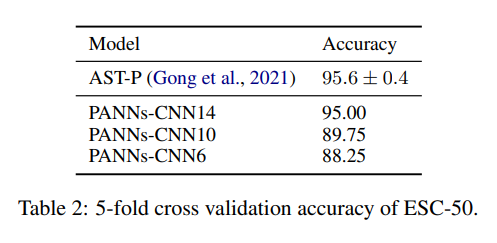 Model Accuracy
AST-P (Gong et al., 2021) 95.6 ± 0.4
PANNs-CNN14 95.00
PANNs-CNN10 89.75
PANNs-CNN6 88.25
Table 2: 5-fold cross validation accuracy of ESC-50.